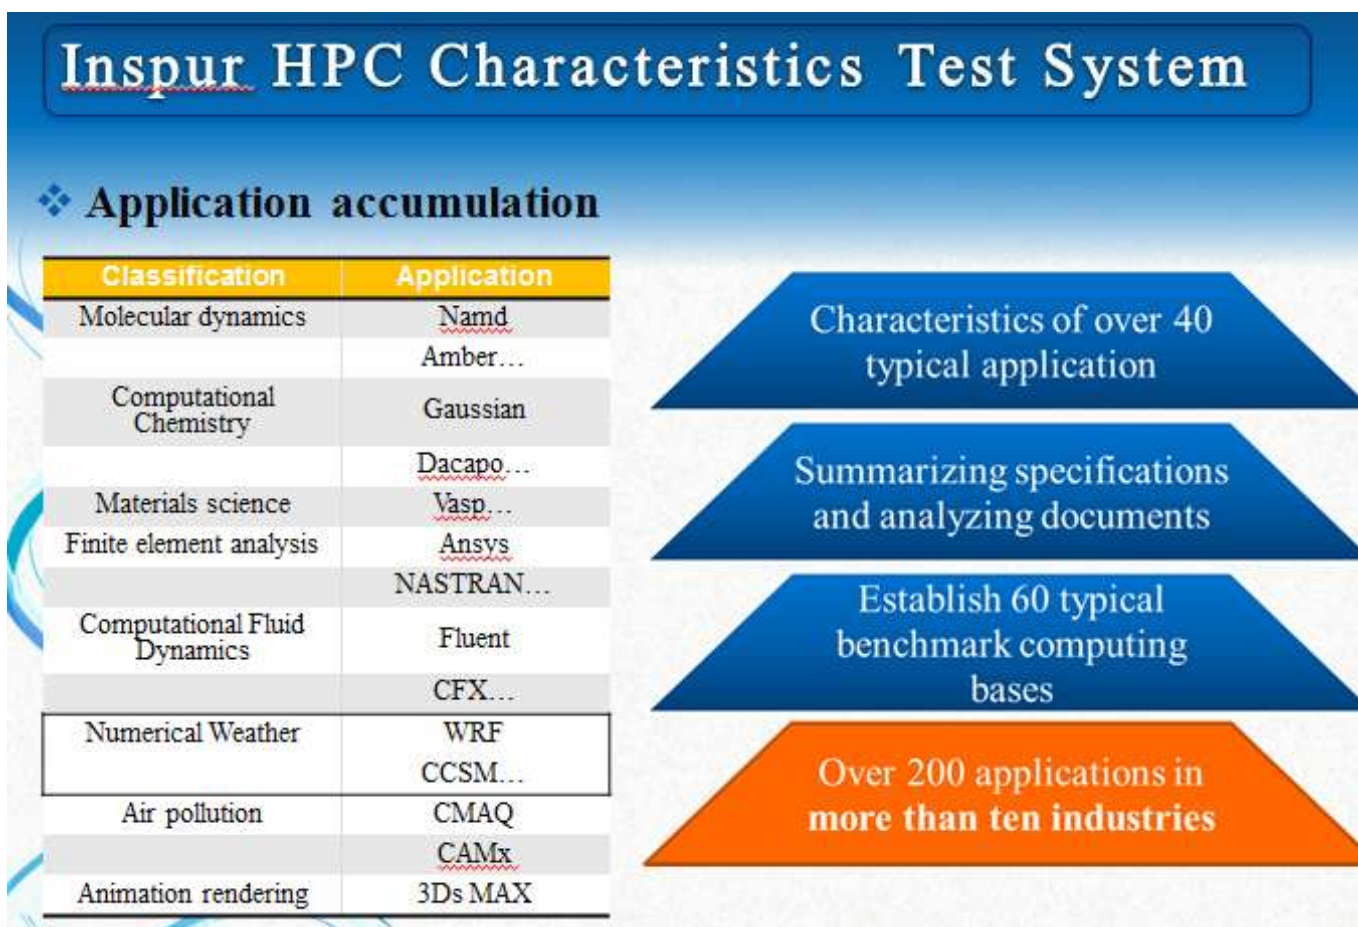 Inspur HPC Characteristics Test System
Application accumulation
Classification Application
Molecular dynamics Namd
Amber…
Computational
Chemistry
Gaussian
Dacapo…
Materials science Vasp…
Finite element analysis Ansys
NASTRAN…
Computational Fluid
Dynamics
Fluent
CFX…
Numerical Weather WRF
CCSM…
Air pollution CMAQ
CAMx
Animation rendering 3Ds MAX
Characteristics of over 40
typical application
Summarizing specifications
and analyzing documents
Establish 60 typical
benchmark computing
bases
Over 200 applications in
more than ten industries